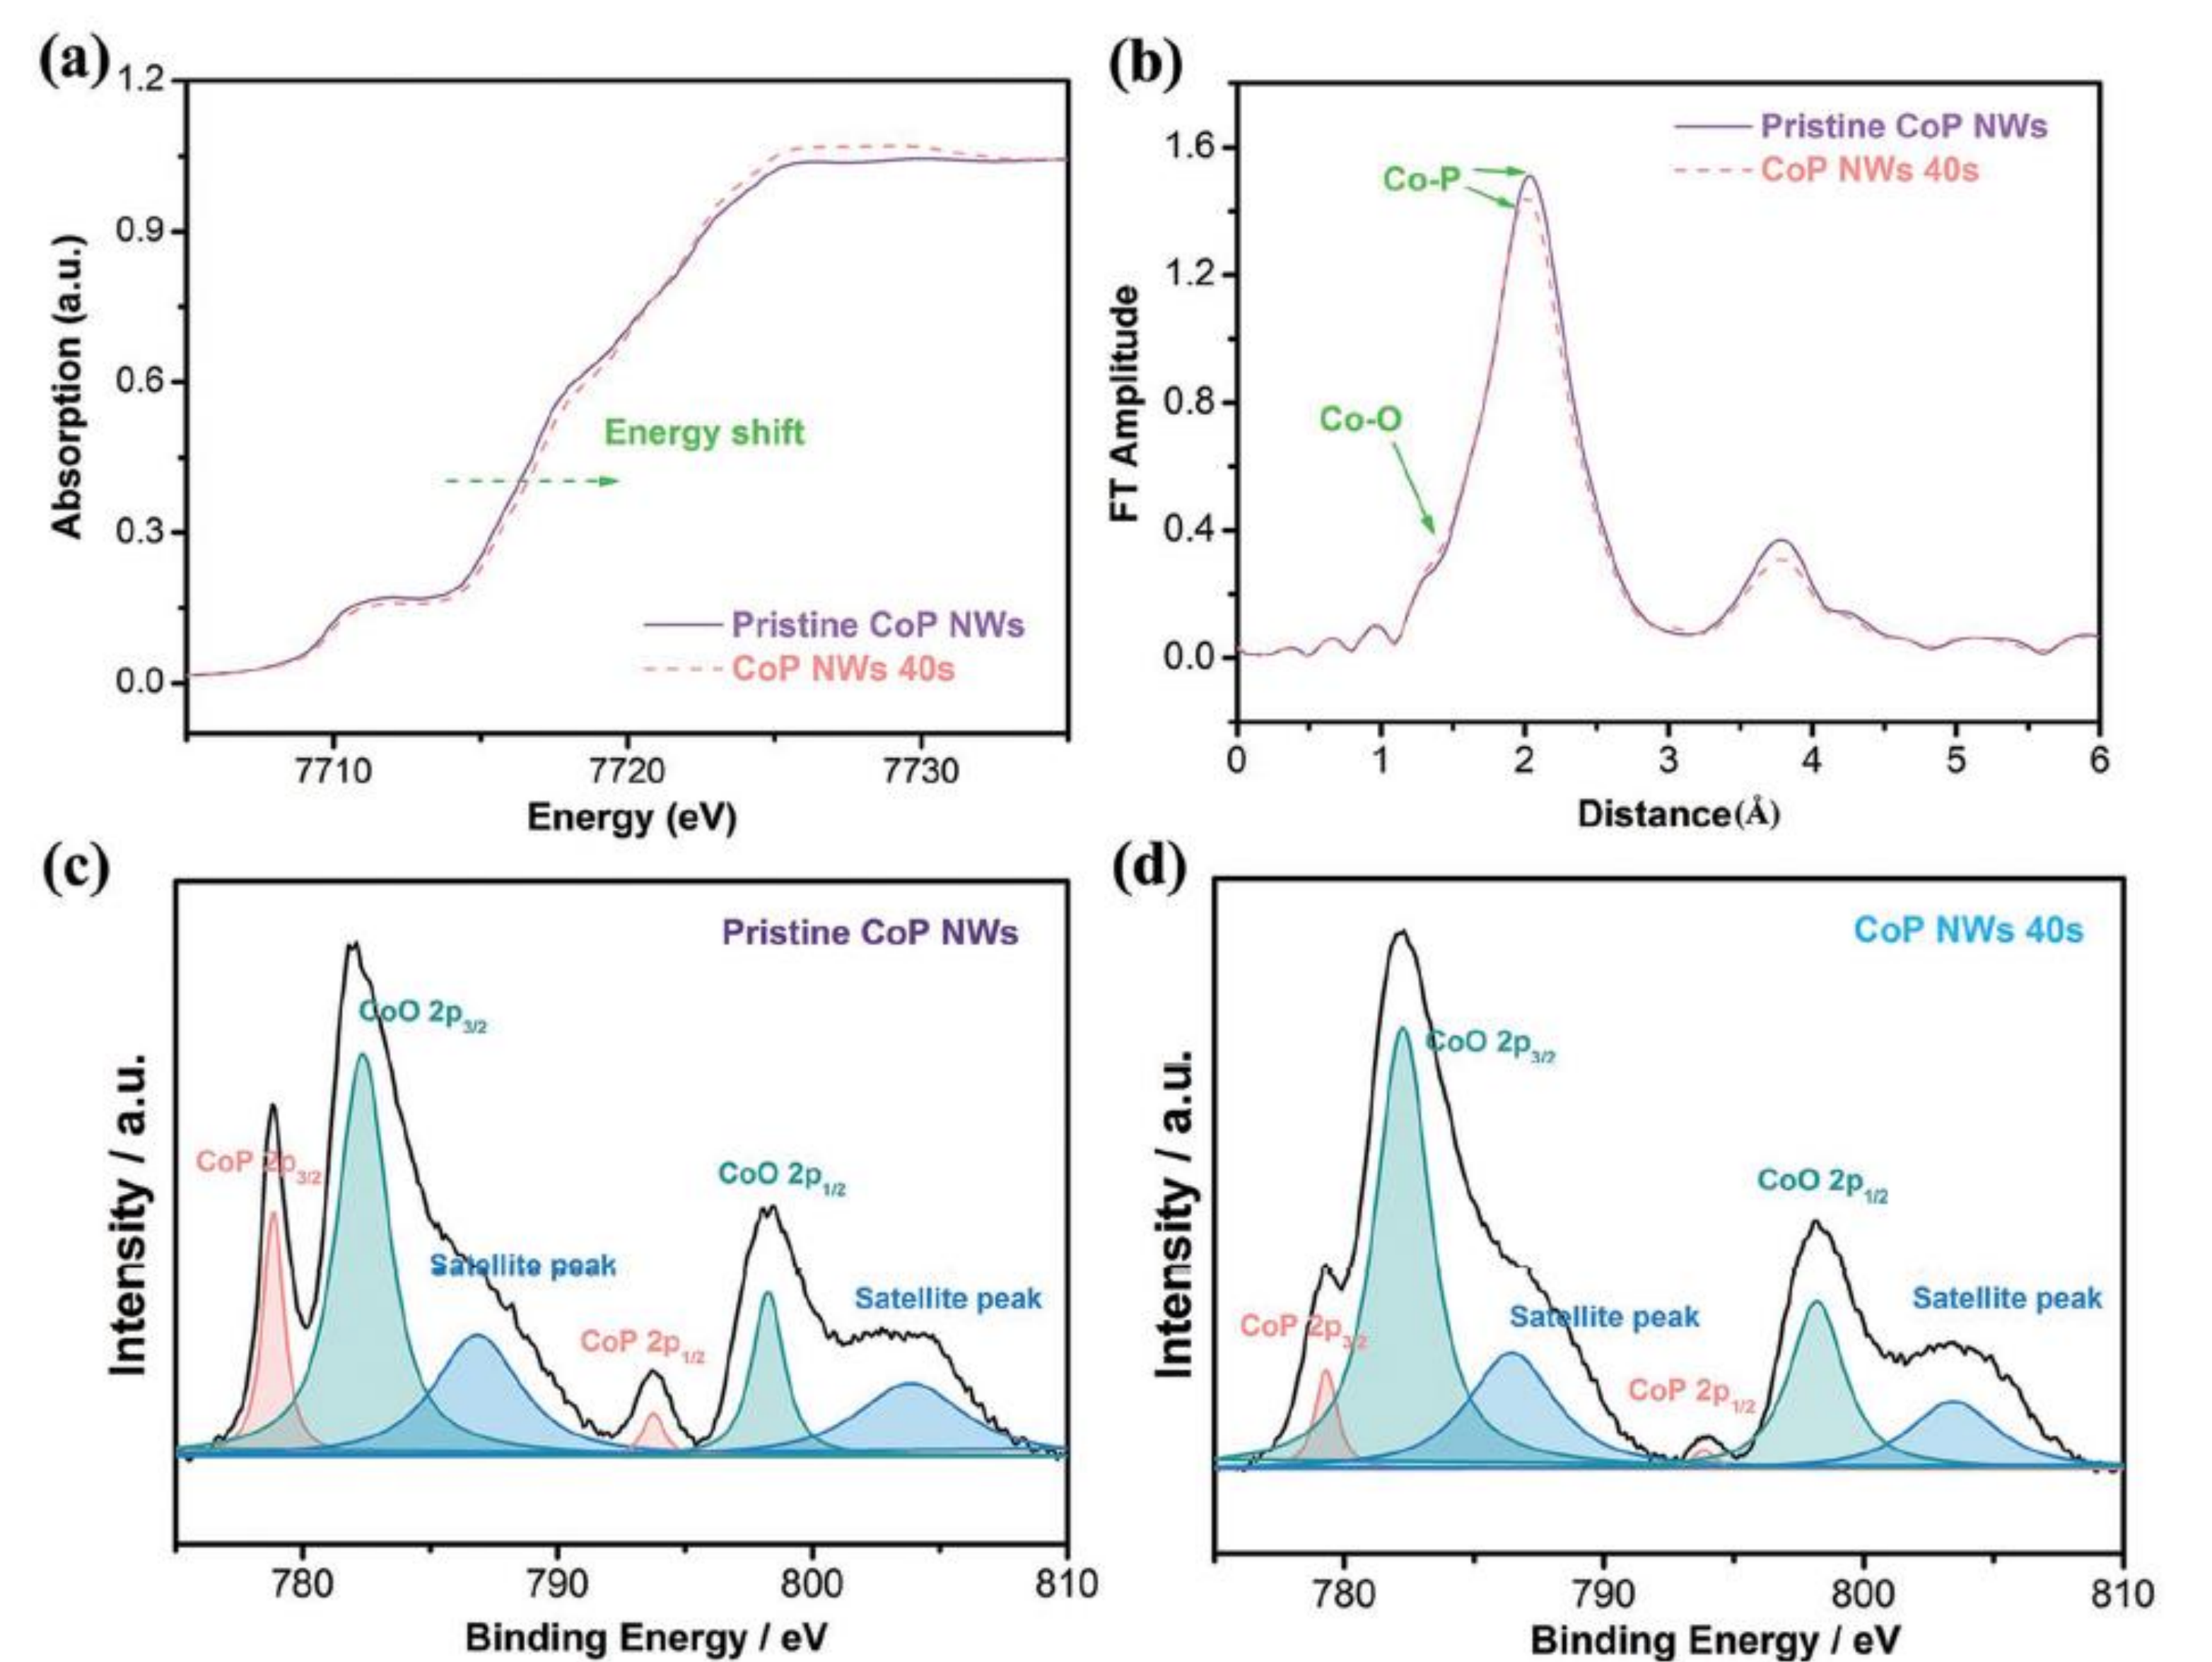 (a)
1.2
0.9
0.6
0.3
0.0
Absorption (a.u.)
Energy shift
Pristine CoP NWs
CoP NWs 40s
7710 7720 7730
Energy (eV)
(b)
1.6
1.2
0.8
0.4
0.0
FT Amplitude
Pristine CoP NWs
CoP NWs 40s
Co-P
Co-O
0 1 2 3 4 5 6
Distance(Å)
(c)
Intensity / a.u.
Pristine CoP NWs
CoO 2p3/2
CoP 2p3/2
CoO 2p1/2
Satellite peak
Satellite peak
CoP 2p1/2
780 790 800 810
Binding Energy / eV
(d)
Intensity / a.u.
CoP NWs 40s
CoO 2p3/2
CoO 2p1/2
Satellite peak
Satellite peak
CoP 2p3/2
CoP 2p1/2
780 790 800 810
Binding Energy / eV